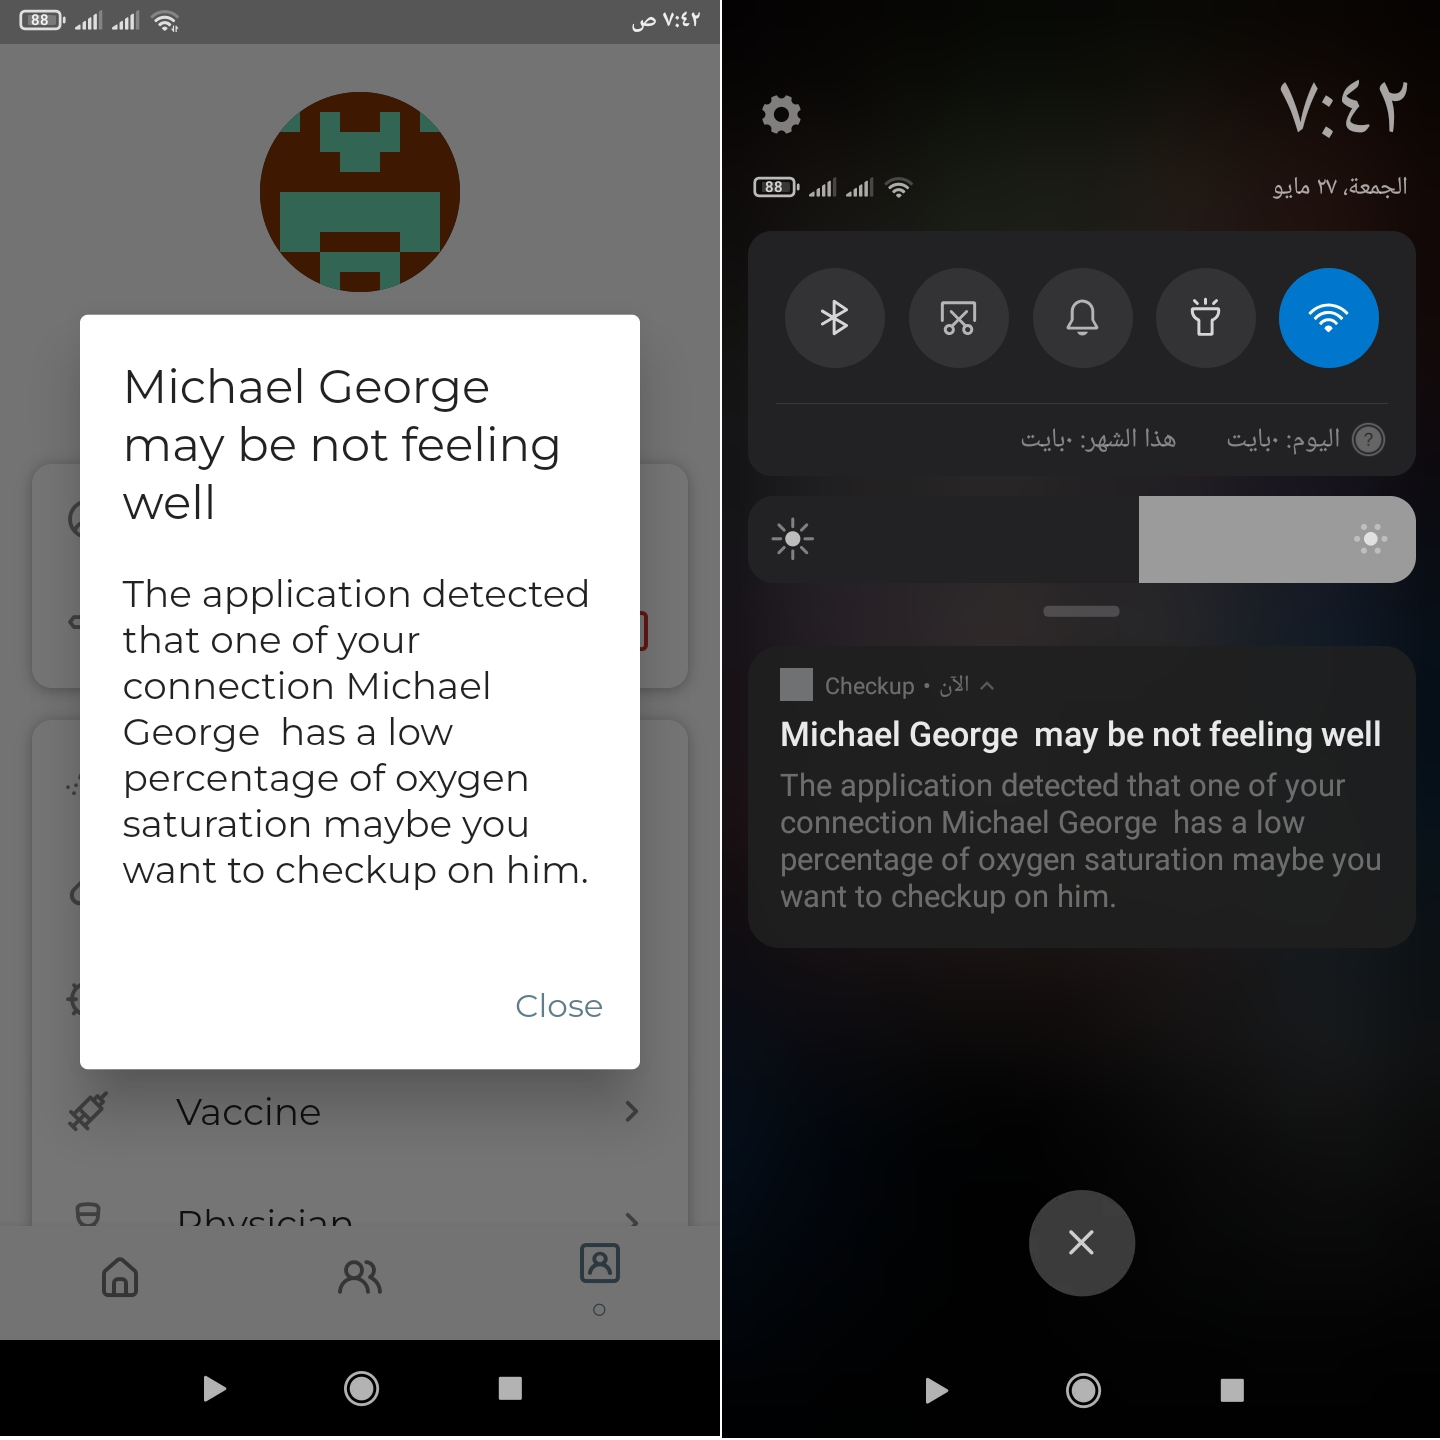 88
٧:٤٢ ص
Michael George
may be not feeling
well
The application detected
that one of your
connection Michael
George  has a low
percentage of oxygen
saturation maybe you
want to checkup on him.
Close
Vaccine
Physician
٧:٤٢
88
الجمعة، ٢٧ مايو
اليوم: ٠بايت
هذا الشهر: ٠بايت
Checkup • الآن
Michael George  may be not feeling well
The application detected that one of your
connection Michael George  has a low
percentage of oxygen saturation maybe you
want to checkup on him.